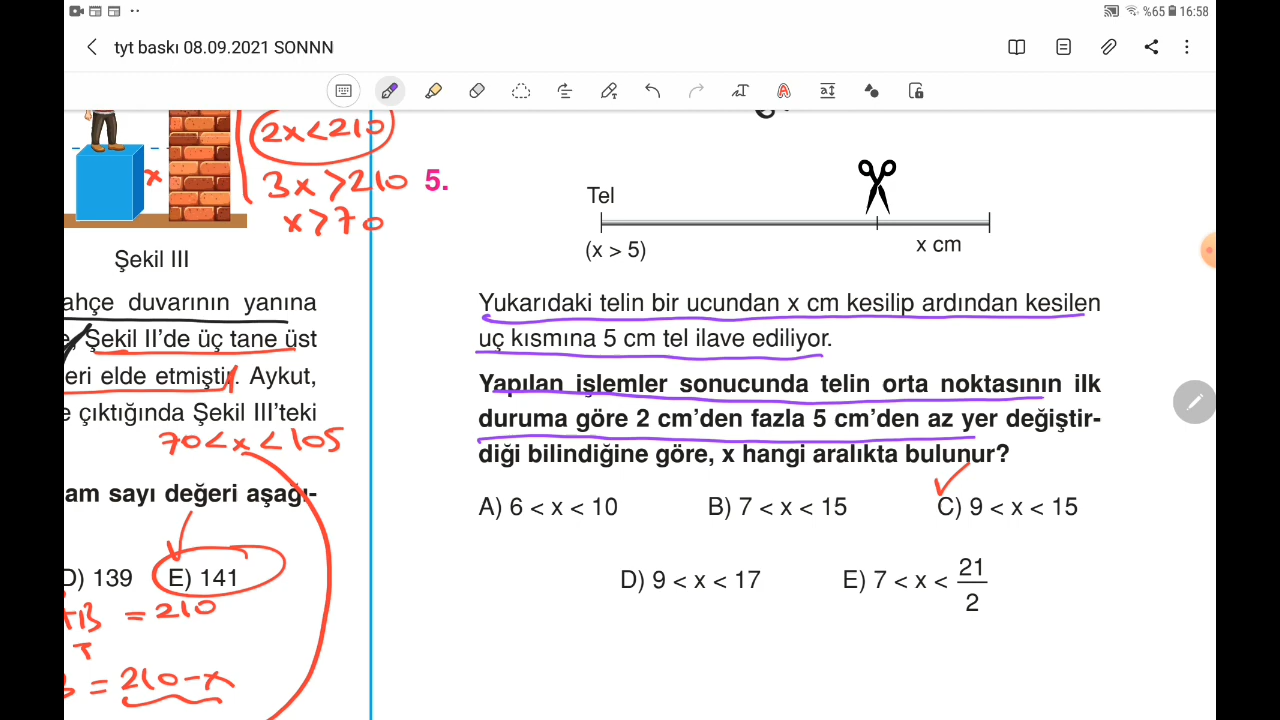 %65 16:58
tyt baskı 08.09.2021 SONNN
2x<210
3x>210
x>70
x
Şekil III
ahçe duvarının yanına
Şekil II'de üç tane üst
eri elde etmiştir. Aykut,
e çıktığında Şekil III'teki
70<x<105
am sayı değeri aşağı-
D) 139 E) 141
+B = 210
= 210-x
5.
Tel
(x > 5)
x cm
Yukarıdaki telin bir ucundan x cm kesilip ardından kesilen
uç kısmına 5 cm tel ilave ediliyor.
Yapılan işlemler sonucunda telin orta noktasının ilk
duruma göre 2 cm'den fazla 5 cm'den az yer değiştir-
diği bilindiğine göre, x hangi aralıkta bulunur?
A) 6 < x < 10 B) 7 < x < 15 C) 9 < x < 15
D) 9 < x < 17 E) 7 < x < 21/2